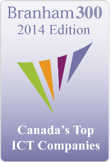 Branham300
2014 Edition
Canada's Top
ICT Companies